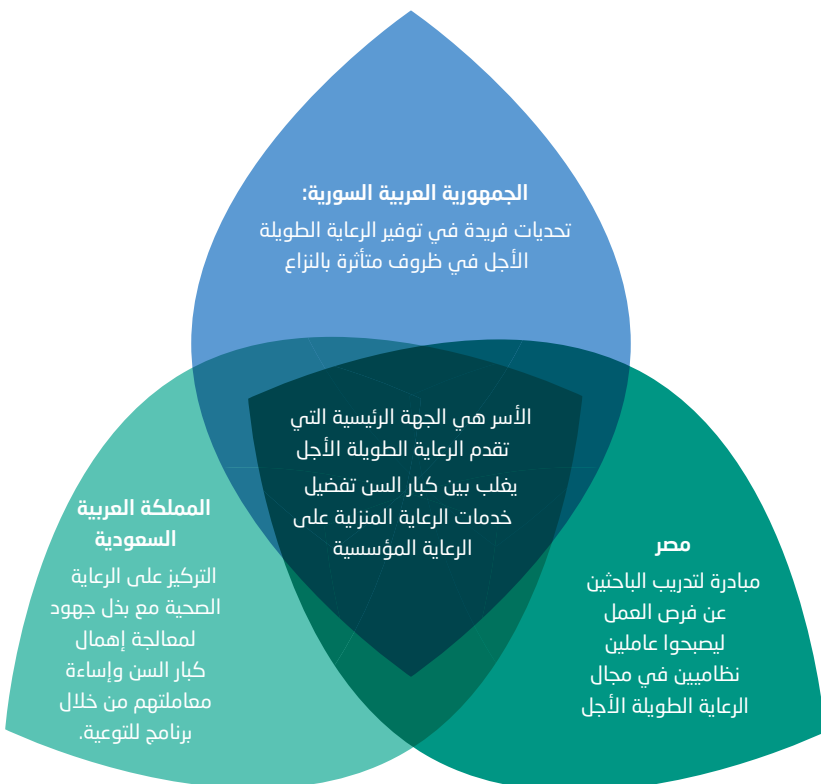 الجمهورية العربية السورية:
تحديات فريدة في توفير الرعاية الطويلة
الأجل في ظروف متأثرة بالنزاع
الأسر هي الجهة الرئيسية التي
تقدم الرعاية الطويلة الأجل
يغلب بين كبار السن تفضيل
خدمات الرعاية المنزلية على
الرعاية المؤسسية
مصر
مبادرة لتدريب الباحثين
عن فرص العمل
ليصبحوا عاملين
نظاميين في مجال
الرعاية الطويلة الأجل
المملكة العربية
السعودية
التركيز على الرعاية
الصحية مع بذل جهود
لمعالجة إهمال
كبار السن وإساءة
معاملتهم من خلال
برنامج للتوعية.